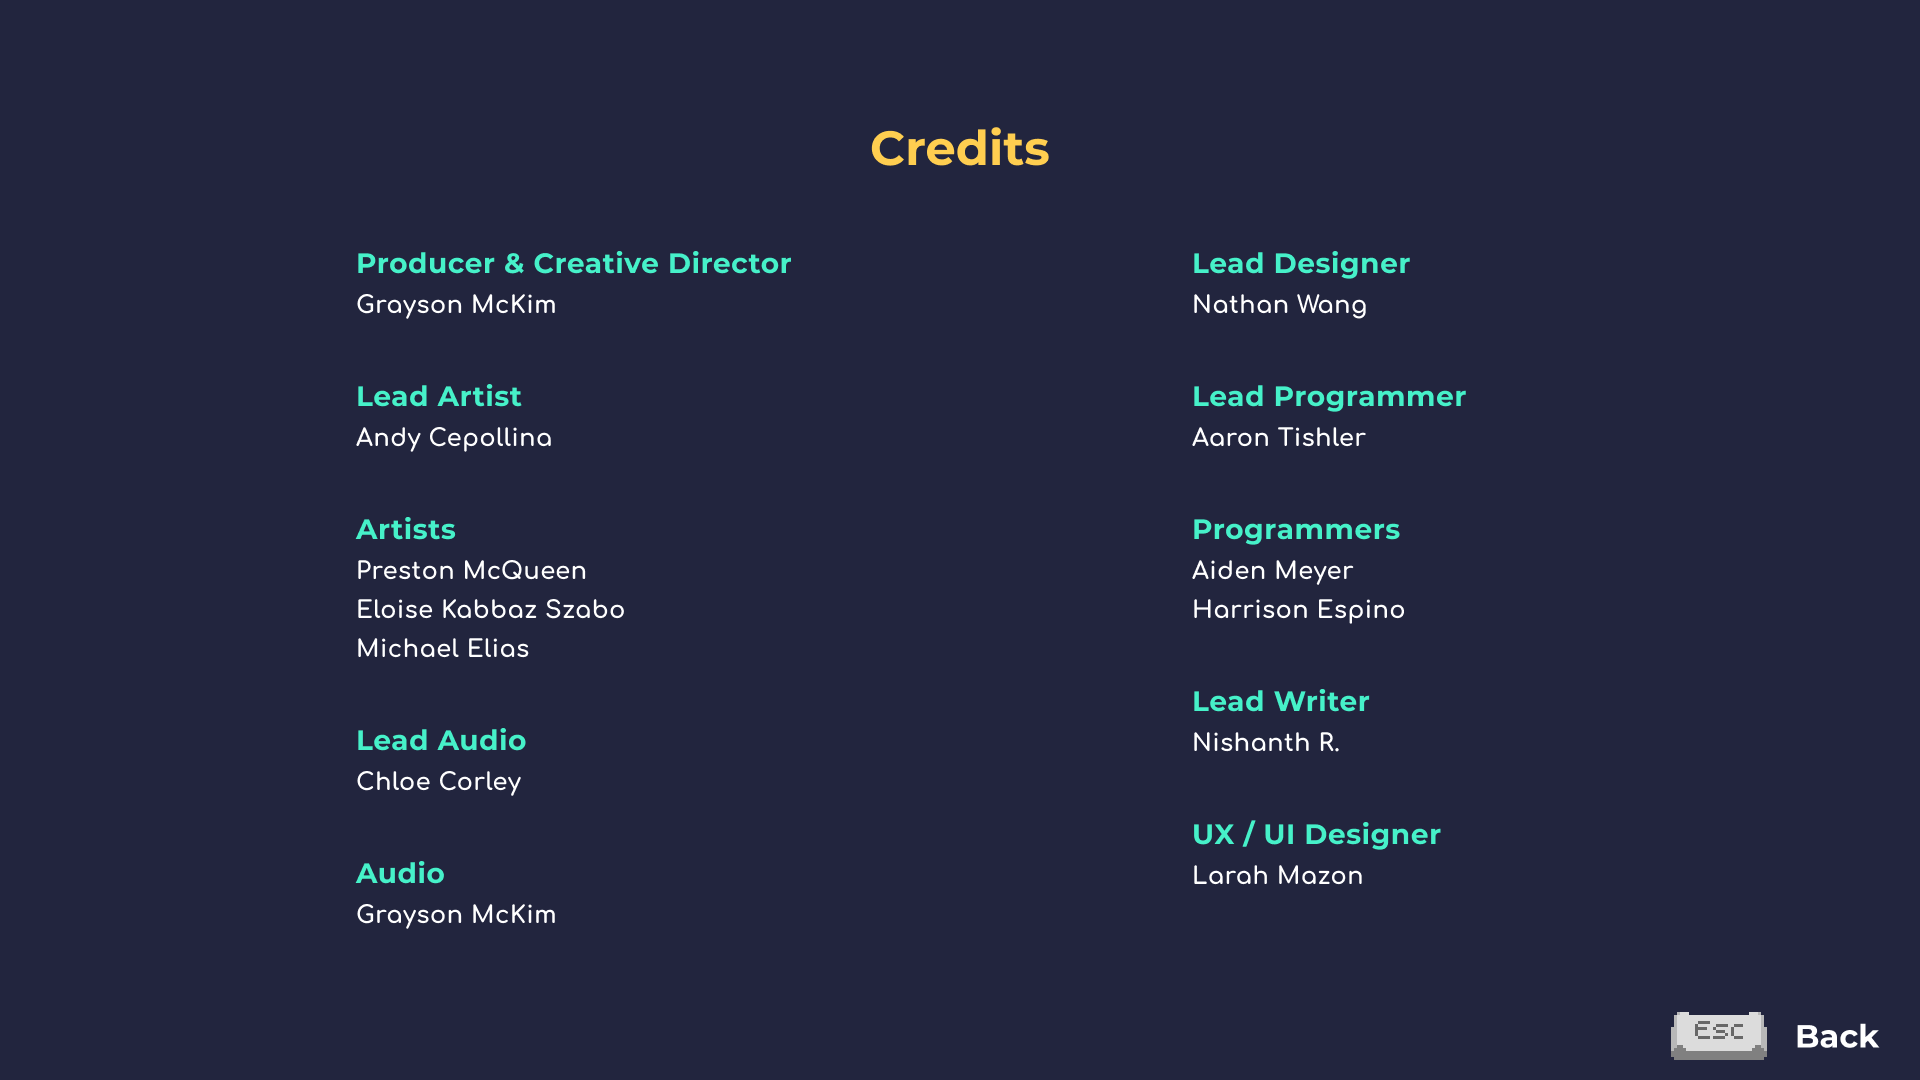 Credits
Producer & Creative Director
Grayson McKim
Lead Artist
Andy Cepollina
Artists
Preston McQueen
Eloise Kabbaz Szabo
Michael Elias
Lead Audio
Chloe Corley
Audio
Grayson McKim
Lead Designer
Nathan Wang
Lead Programmer
Aaron Tishler
Programmers
Aiden Meyer
Harrison Espino
Lead Writer
Nishanth R.
UX / UI Designer
Larah Mazon
Esc Back